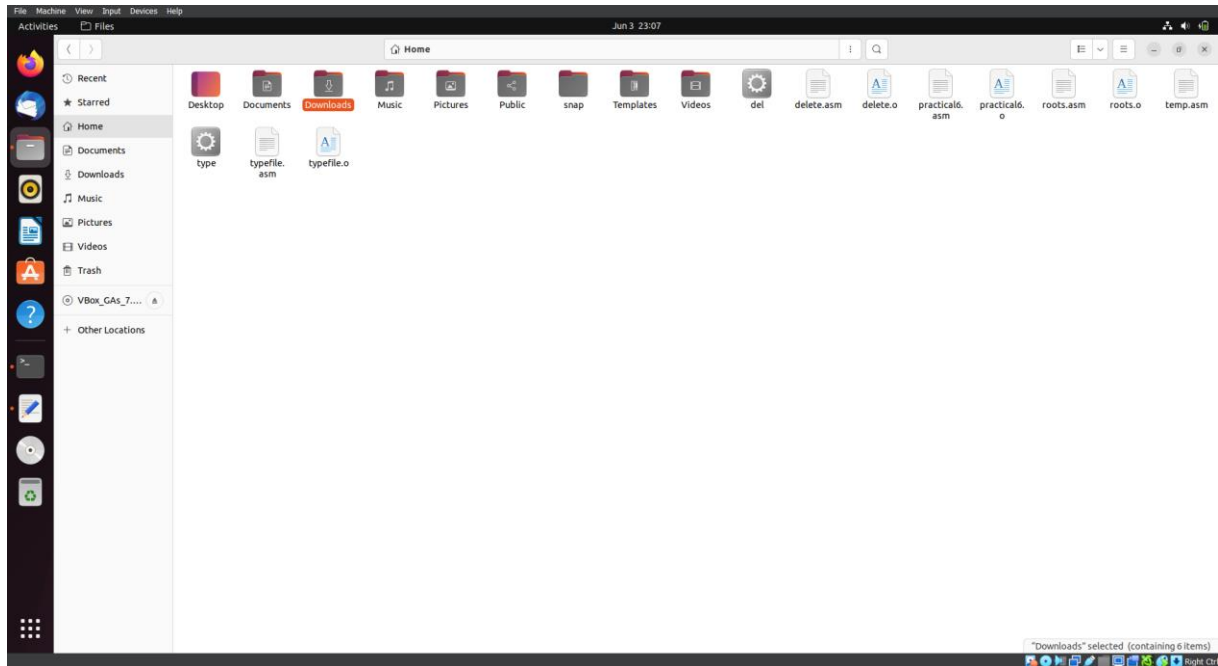 File Machine View Input Devices Help
Activities Files Jun 3 23:07
Home
Recent
Starred
Home
Documents
Downloads
Music
Pictures
Videos
Trash
VBox_GAs_7....
+ Other Locations
Desktop Documents Downloads Music Pictures Public snap Templates Videos del delete.asm delete.o practical6. practical6. roots.asm roots.o temp.asm
asm o
type typefile. typefile.o
asm
"Downloads" selected (containing 6 items)
Right Ctrl